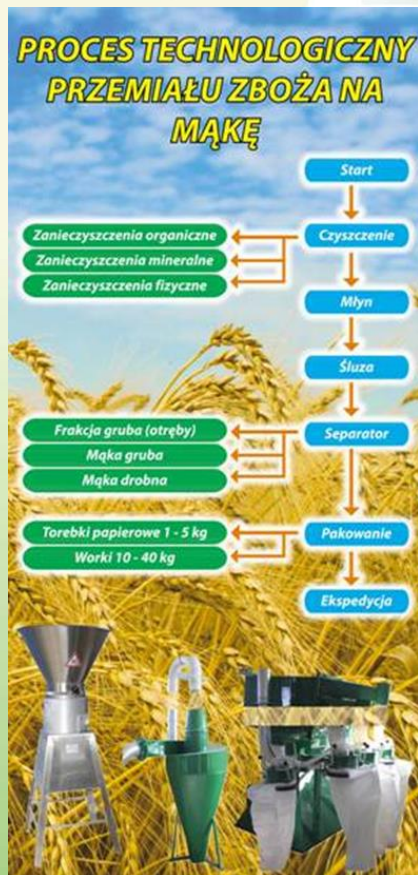 PROCES TECHNOLOGICZNY
PRZEMIAŁU ZBOŻA NA
MĄKĘ
Start
Czyszczenie
Zanieczyszczenia organiczne
Zanieczyszczenia mineralne
Zanieczyszczenia fizyczne
Młyn
Śluza
Separator
Frakcja gruba (otręby)
Mąka gruba
Mąka drobna
Pakowanie
Torebki papierowe 1 - 5 kg
Worki 10 - 40 kg
Ekspedycja